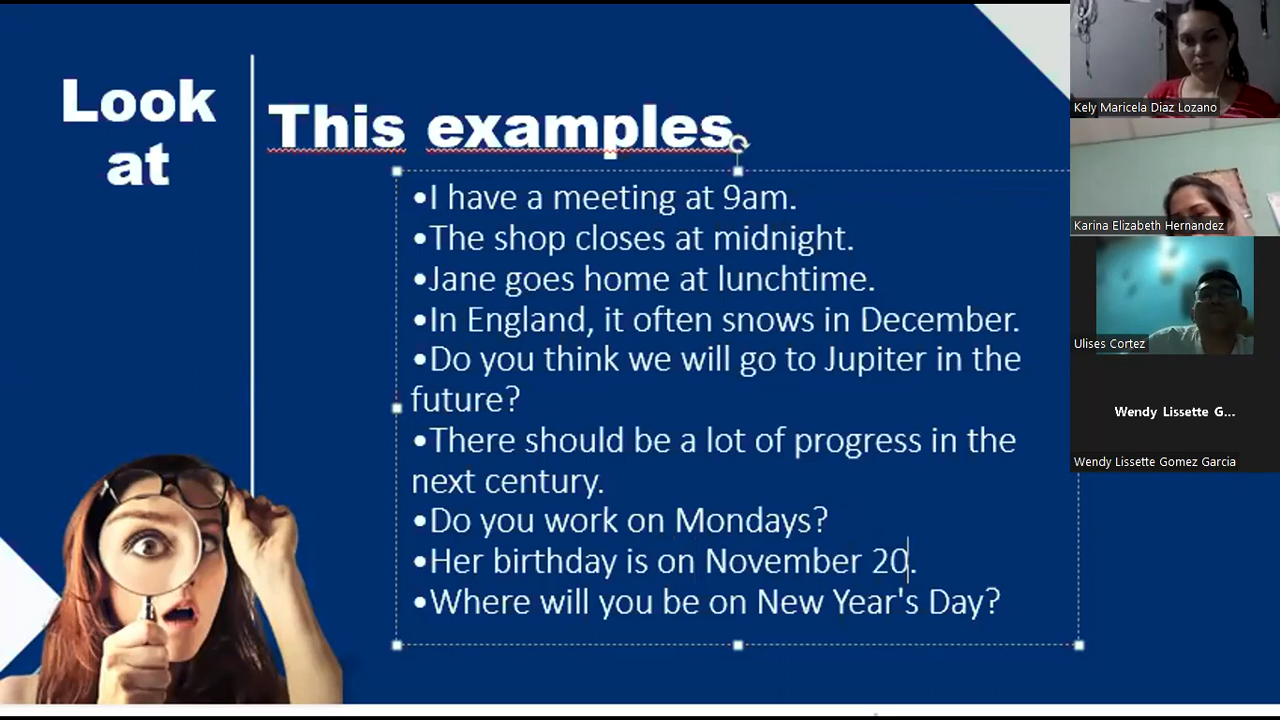 Look
at
This examples
•I have a meeting at 9am.
•The shop closes at midnight.
•Jane goes home at lunchtime.
•In England, it often snows in December.
•Do you think we will go to Jupiter in the
future?
•There should be a lot of progress in the
next century.
•Do you work on Mondays?
•Her birthday is on November 20.
•Where will you be on New Year's Day?
Kely Maricela Diaz Lozano
Karina Elizabeth Hernandez
Ulises Cortez
Wendy Lissette G...
Wendy Lissette Gomez Garcia